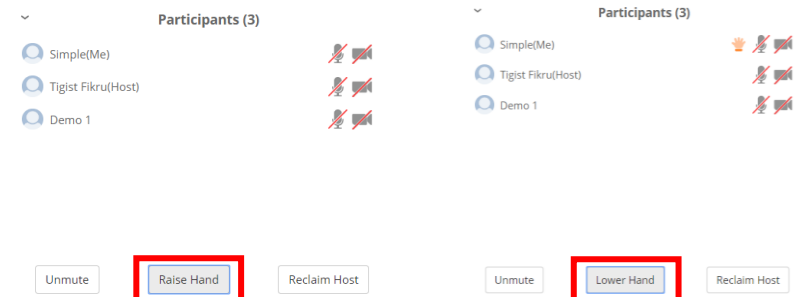 Participants (3)
Simple(Me)
Tigist Fikru(Host)
Demo 1
Unmute Raise Hand Reclaim Host
Participants (3)
Simple(Me)
Tigist Fikru(Host)
Demo 1
Unmute Lower Hand Reclaim Host